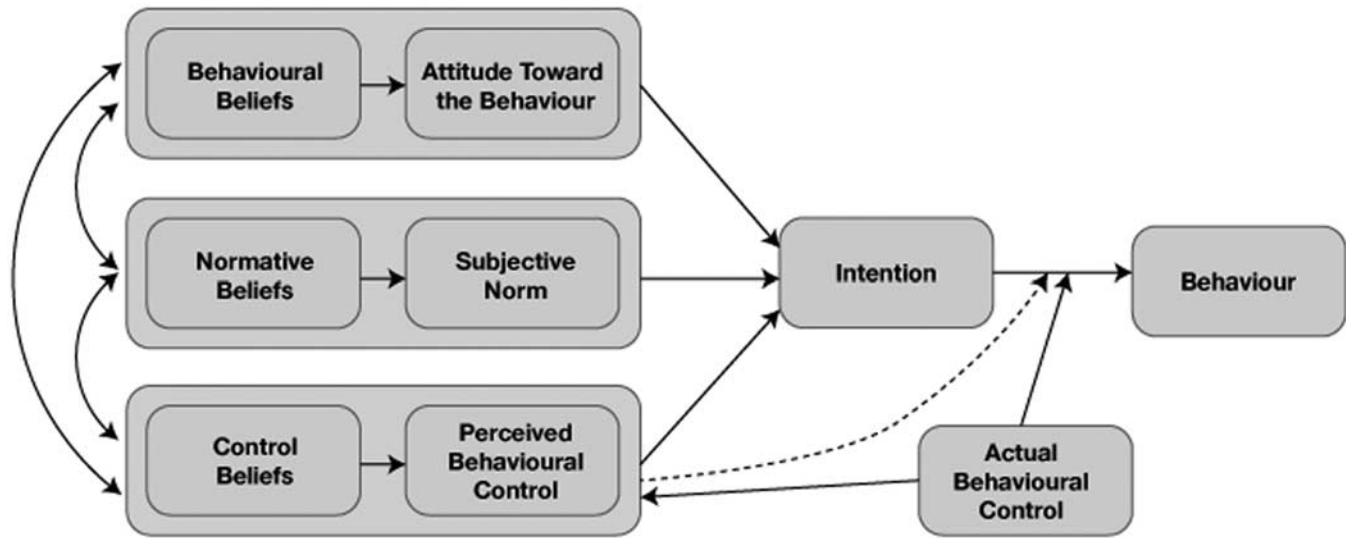 Behavioural
Beliefs
Attitude Toward
the Behaviour
Normative
Beliefs
Subjective
Norm
Intention
Behaviour
Control
Beliefs
Perceived
Behavioural
Control
Actual
Behavioural
Control